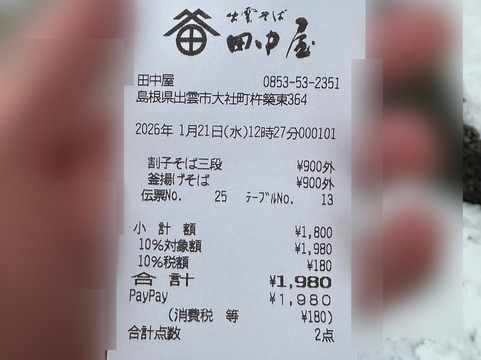 出雲そば
田中屋
田中屋 0853-53-2351
島根県出雲市大社町杵築東364
2026年 1月21日(水)12時27分000101
割子そば三段 ¥900外
釜揚げそば ¥900外
伝票No. 25 テーブルNo. 13
小 計 額 ¥1,800
10%対象額 ¥1,980
10%税額 ¥180
合 計 ¥1,980
PayPay ¥1,980
(消費税 等 ¥180)
合計点数 2点